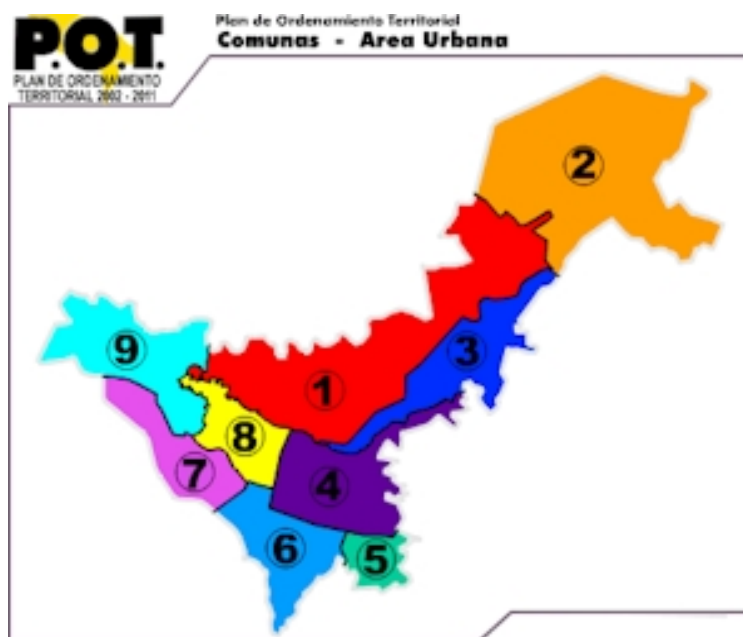 P.O.T.
PLAN DE ORDENAMIENTO
TERRITORIAL 2002 - 2011
Plan de Ordenamiento Territorial
Comunas - Area Urbana
2
9
3
1
8
7
4
6
5